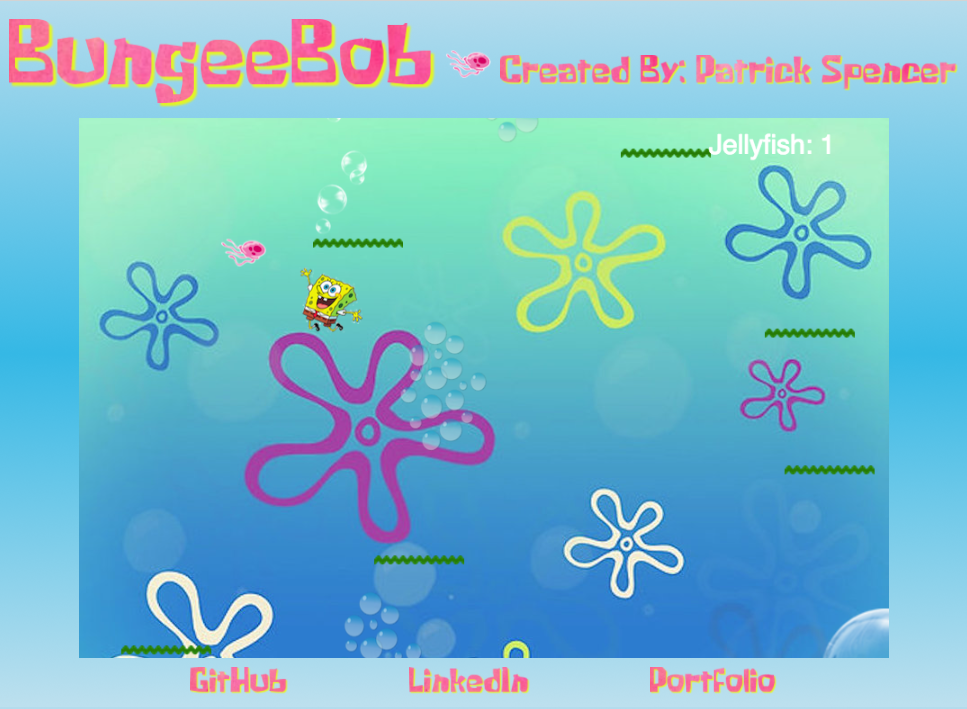 BungeeBob
Created By: Patrick Spencer
Jellyfish: 1
GitHub
LinkedIn
Portfolio